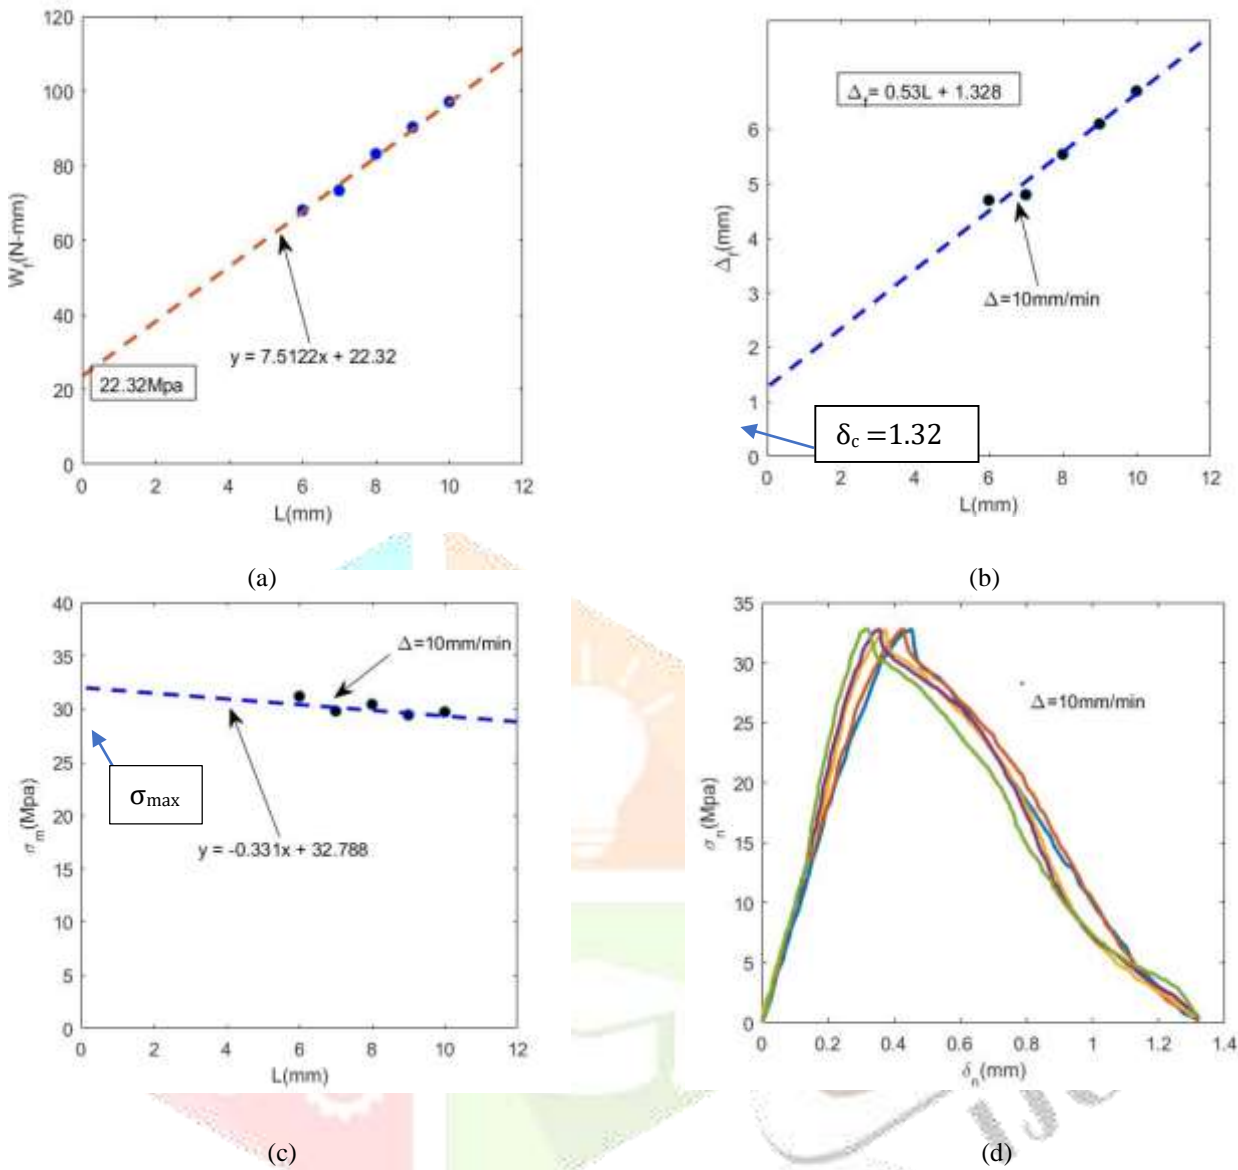 120
100
80
60
40
20
0
W_f(N-mm)
y = 7.5122x + 22.32
22.32Mpa
0 2 4 6 8 10 12
L(mm)
(a)
6
5
4
3
2
1
0
Δ_f(mm)
Δ_f= 0.53L + 1.328
Δ=10mm/min
δc =1.32
0 2 4 6 8 10 12
L(mm)
(b)
40
35
30
25
20
15
10
5
0
σ_m(Mpa)
Δ=10mm/min
σmax
y = -0.331x + 32.788
0 2 4 6 8 10 12
L(mm)
(c)
35
30
25
20
15
10
5
0
σ_n(Mpa)
Δ=10mm/min
0 0.2 0.4 0.6 0.8 1 1.2 1.4
δ_n(mm)
(d)